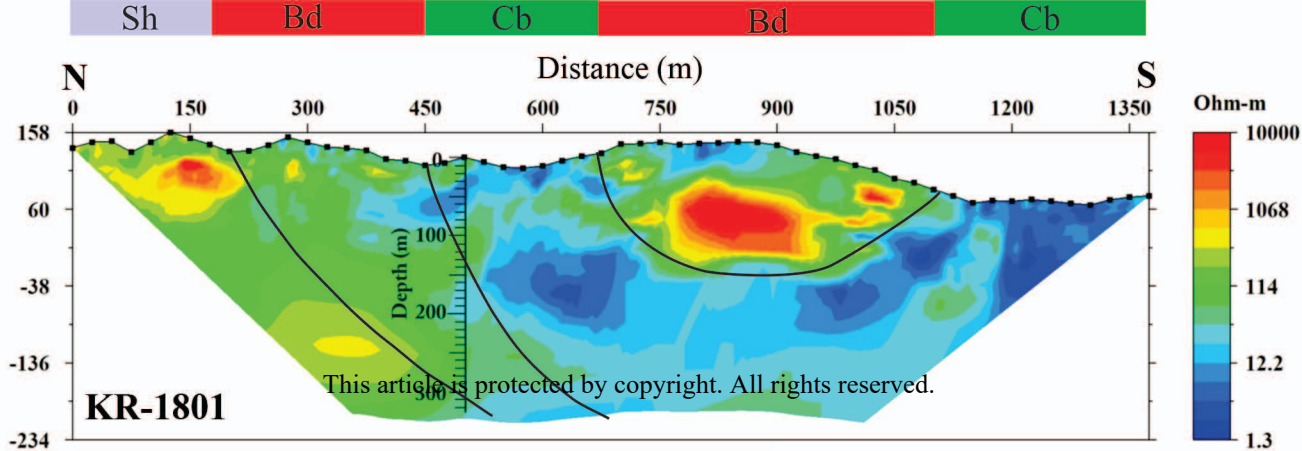 Sh Bd Cb Bd Cb
Distance (m)
N S
0 150 300 450 600 750 900 1050 1200 1350
Ohm-m
158
60
-38
-136
-234
0
100
200
300
Depth (m)
10000
1068
114
12.2
1.3
This article is protected by copyright. All rights reserved.
KR-1801